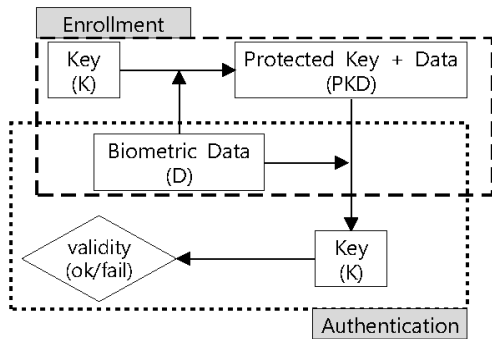 Enrollment
Key
(K)
Protected Key + Data
(PKD)
Biometric Data
(D)
validity
(ok/fail)
Key
(K)
Authentication